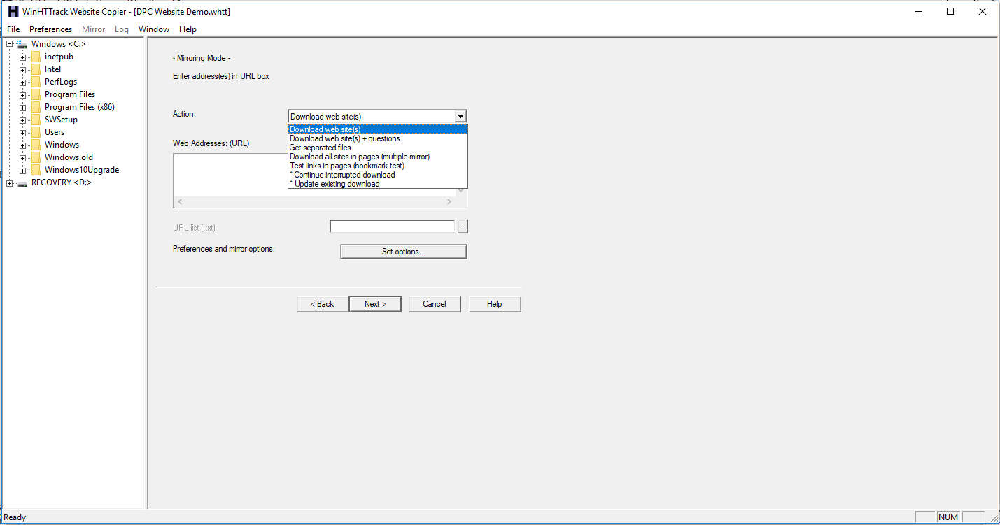 WinHTTrack Website Copier - [DPC Website Demo.whtt]
File Preferences Mirror Log Window Help
Windows <C:>
inetpub
Intel
PerfLogs
Program Files
Program Files (x86)
SWSetup
Users
Windows
Windows.old
Windows10Upgrade
RECOVERY <D:>
- Mirroring Mode -
Enter address(es) in URL box
Action:
Download web site(s)
Download web site(s)
Download web site(s) + questions
Get separated files
Download all sites in pages (multiple mirror)
Test links in pages (bookmark test)
* Continue interrupted download
* Update existing download
Web Addresses: (URL)
URL list (.txt):
..
Preferences and mirror options:
Set options...
< Back
Next >
Cancel
Help
Ready
NUM